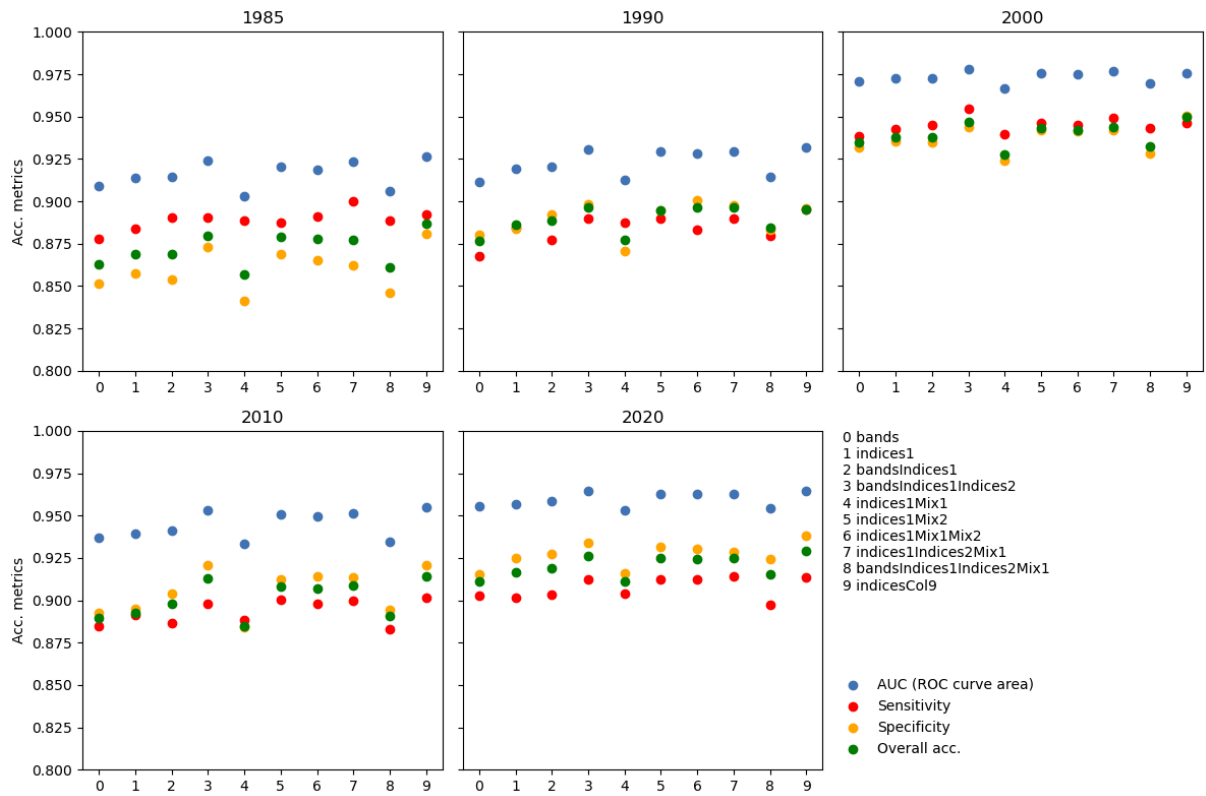 1985
1990
2000
1.000
0.975
0.950
0.925
0.900
0.875
0.850
0.825
0.800
Acc. metrics
0 1 2 3 4 5 6 7 8 9
0 1 2 3 4 5 6 7 8 9
0 1 2 3 4 5 6 7 8 9
2010
2020
1.000
0.975
0.950
0.925
0.900
0.875
0.850
0.825
0.800
Acc. metrics
0 1 2 3 4 5 6 7 8 9
0 1 2 3 4 5 6 7 8 9
0 bands
1 indices1
2 bandsIndices1
3 bandsIndices1Indices2
4 indices1Mix1
5 indices1Mix2
6 indices1Mix1Mix2
7 indices1Indices2Mix1
8 bandsIndices1Indices2Mix1
9 indicesCol9
AUC (ROC curve area)
Sensitivity
Specificity
Overall acc.